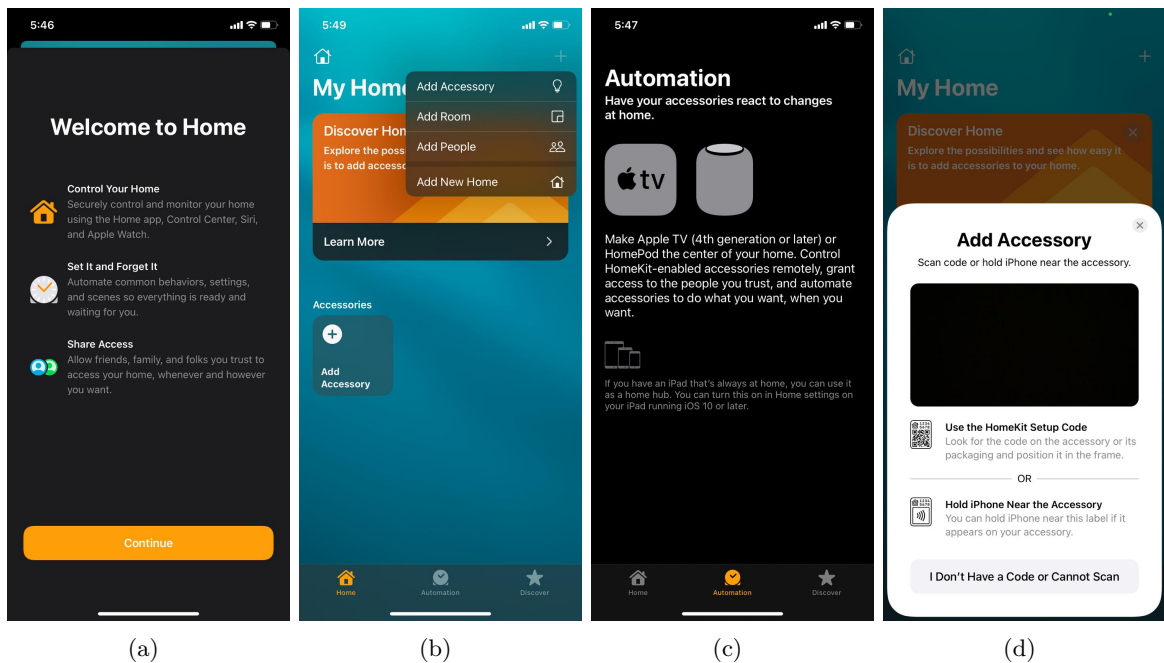 5:46
Welcome to Home
Control Your Home
Securely control and monitor your home
using the Home app, Control Center, Siri,
and Apple Watch.
Set It and Forget It
Automate common behaviors, settings,
and scenes so everything is ready and
waiting for you.
Share Access
Allow friends, family, and folks you trust to
access your home, whenever and however
you want.
Continue
(a)
5:49
My Home
Add Accessory
Add Room
Add People
Add New Home
Discover Hom
Explore the poss
is to add accesso
Learn More
Accessories
Add
Accessory
Home
Automation
Discover
(b)
5:47
Automation
Have your accessories react to changes
at home.
tv
Make Apple TV (4th generation or later) or
HomePod the center of your home. Control
HomeKit-enabled accessories remotely, grant
access to the people you trust, and automate
accessories to do what you want, when you
want.
If you have an iPad that's always at home, you can use it
as a home hub. You can turn this on in Home settings on
your iPad running iOS 10 or later.
Home
Automation
Discover
(c)
My Home
Discover Home
Explore the possibilities and see how easy it
is to add accessories to your home.
Add Accessory
Scan code or hold iPhone near the accessory.
Use the HomeKit Setup Code
Look for the code on the accessory or its
packaging and position it in the frame.
OR
Hold iPhone Near the Accessory
You can hold iPhone near this label if it
appears on your accessory.
I Don't Have a Code or Cannot Scan
(d)